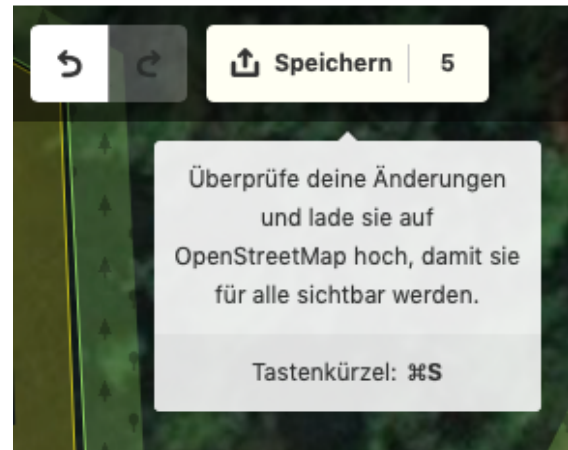 Speichern 5
Überprüfe deine Änderungen
und lade sie auf
OpenStreetMap hoch, damit sie
für alle sichtbar werden.
Tastenkürzel: ⌘S